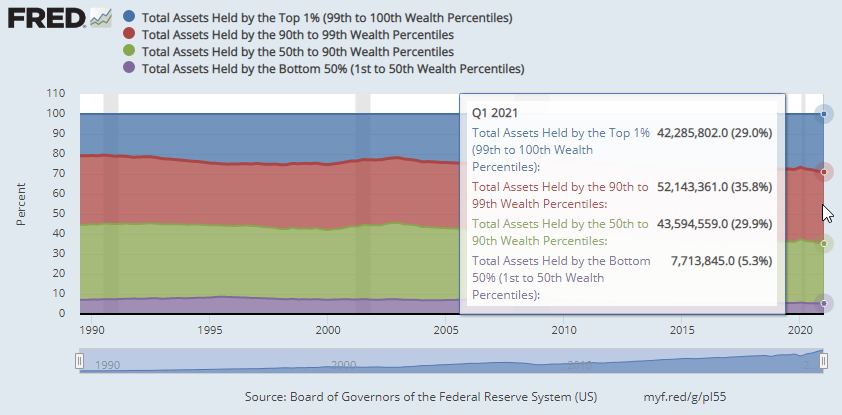 FRED
Total Assets Held by the Top 1% (99th to 100th Wealth Percentiles)
Total Assets Held by the 90th to 99th Wealth Percentiles
Total Assets Held by the 50th to 90th Wealth Percentiles
Total Assets Held by the Bottom 50% (1st to 50th Wealth Percentiles)
110
100
90
80
70
60
50
40
30
20
10
0
Percent
Q1 2021
Total Assets Held by the Top 1% 42,285,802.0 (29.0%)
(99th to 100th Wealth
Percentiles):
Total Assets Held by the 90th to 52,143,361.0 (35.8%)
99th Wealth Percentiles:
Total Assets Held by the 50th to 43,594,559.0 (29.9%)
90th Wealth Percentiles:
Total Assets Held by the Bottom 7,713,845.0 (5.3%)
50% (1st to 50th Wealth
Percentiles):
1990 1995 2000 2005 2010 2015 2020
1990 2000 2010
Source: Board of Governors of the Federal Reserve System (US) myf.red/g/pl55